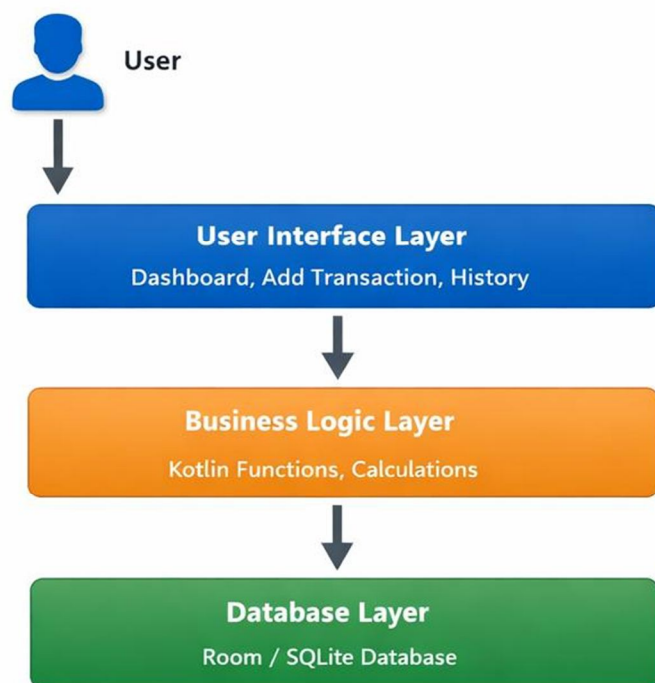 User
User Interface Layer
Dashboard, Add Transaction, History
Business Logic Layer
Kotlin Functions, Calculations
Database Layer
Room / SQLite Database